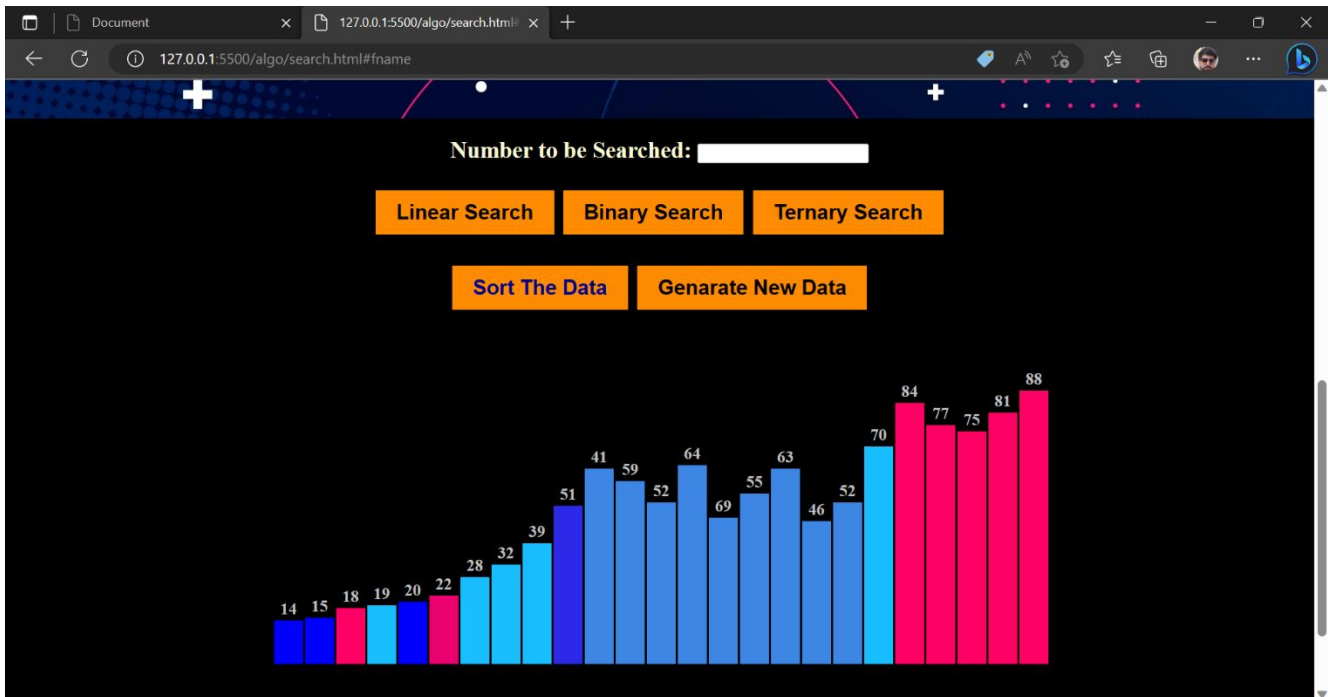 Document
127.0.0.1:5500/algo/search.html#
127.0.0.1:5500/algo/search.html#fname
Number to be Searched:
Linear Search Binary Search Ternary Search
Sort The Data Genarate New Data
14 15 18 19 20 22 28 32 39 51 41 59 52 64 69 55 63 46 52 70 84 77 75 81 88